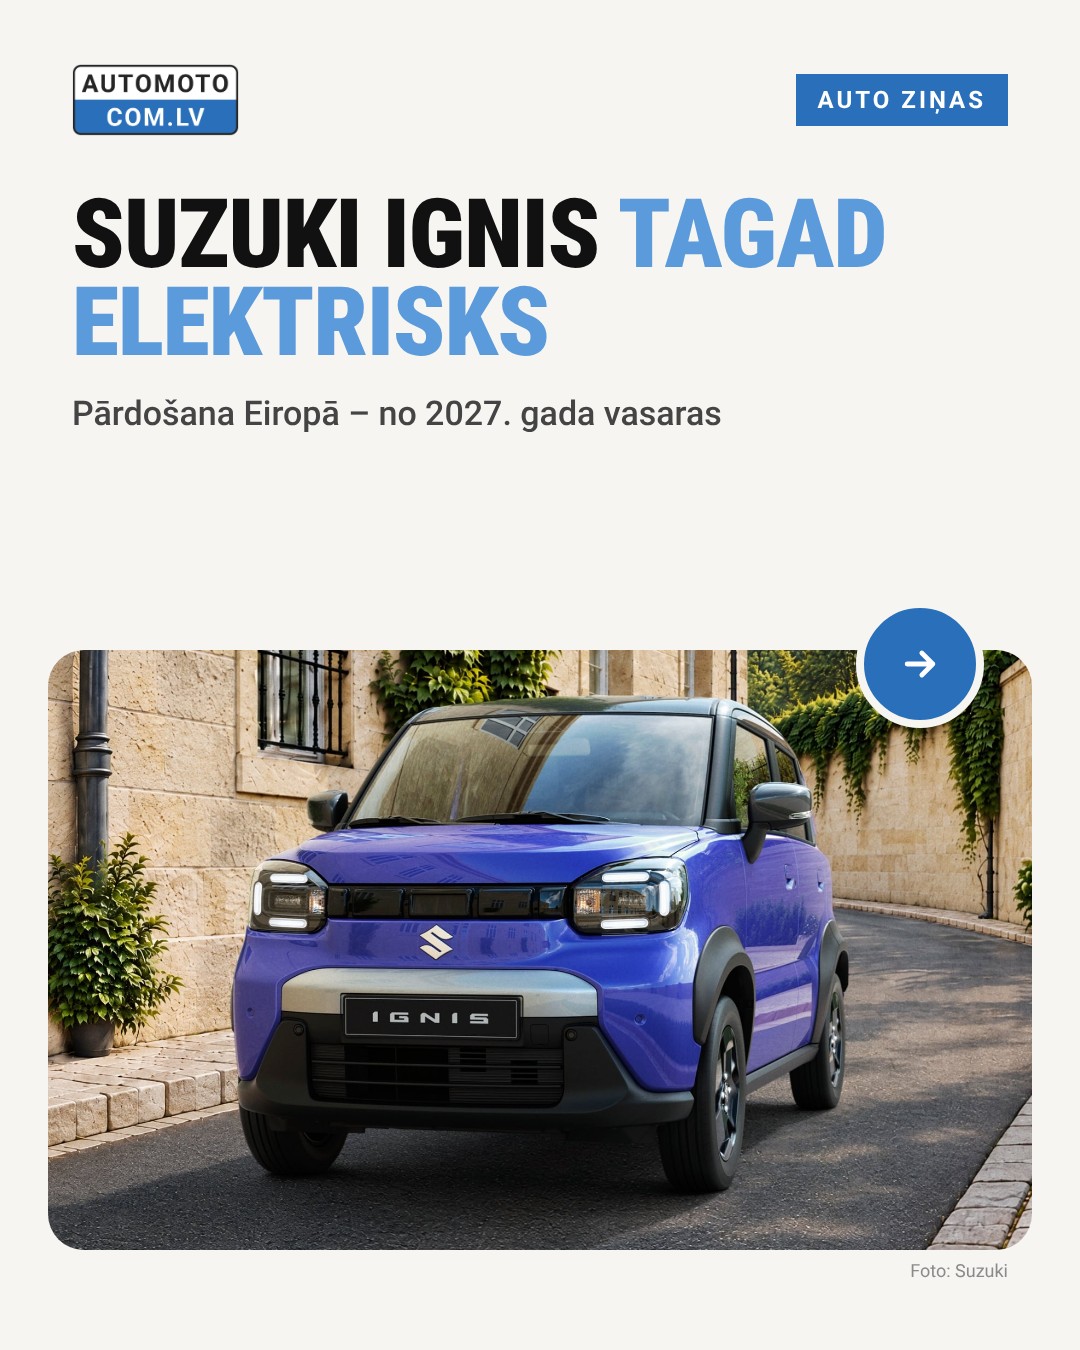 AUTOMOTO
COM.LV
AUTO ZIŅAS
SUZUKI IGNIS TAGAD
ELEKTRISKS
Pārdošana Eiropā – no 2027. gada vasaras
IGNIS
Foto: Suzuki